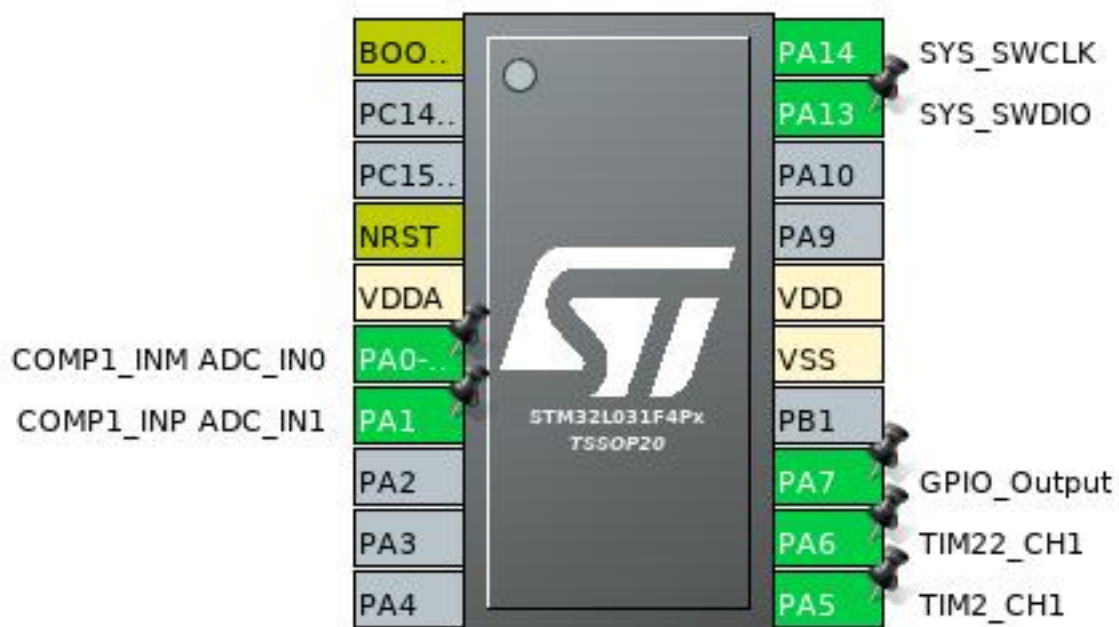 BOO..
PC14..
PC15..
NRST
VDDA
COMP1_INM ADC_IN0 PA0-..
COMP1_INP ADC_IN1 PA1
PA2
PA3
PA4
ST
STM32L031F4Px
TSSOP20
PA14 SYS_SWCLK
PA13 SYS_SWDIO
PA10
PA9
VDD
VSS
PB1
PA7 GPIO_Output
PA6 TIM22_CH1
PA5 TIM2_CH1